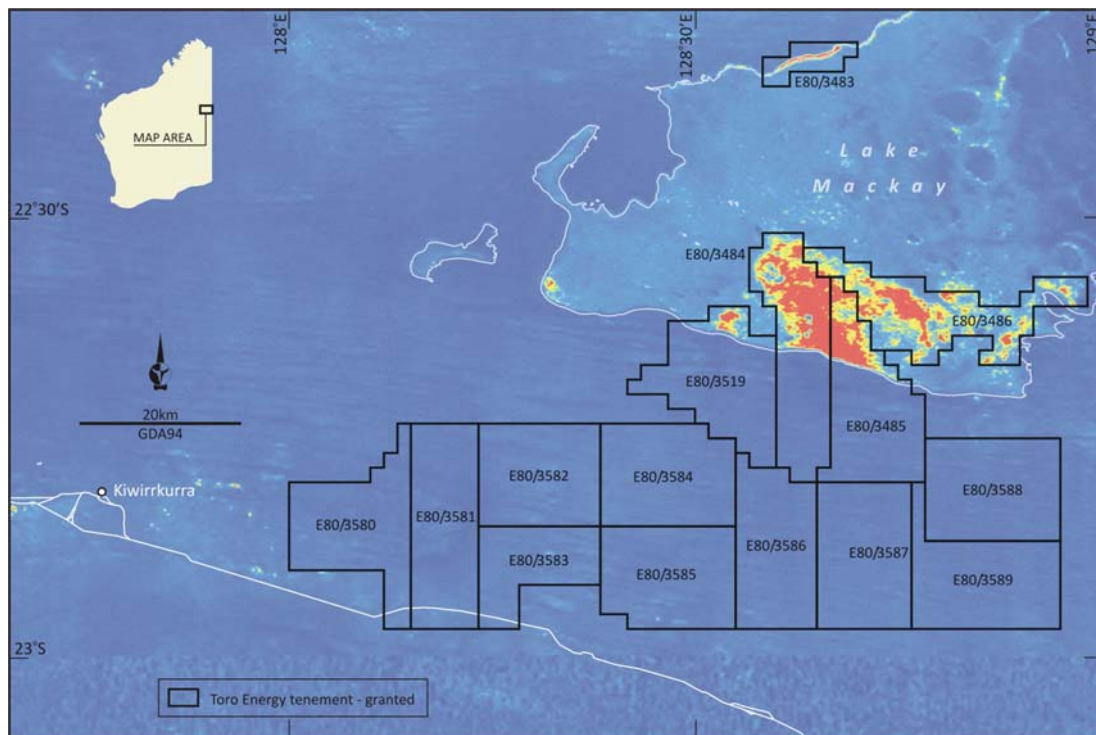 128°E
128°30'E
129°E
E80/3483
MAP AREA
Lake
Mackay
22°30'S
E80/3484
E80/3486
E80/3519
20km
GDA94
E80/3485
E80/3582
E80/3584
E80/3588
Kiwirrkurra
E80/3580
E80/3581
E80/3586
E80/3587
E80/3583
E80/3585
E80/3589
23°S
Toro Energy tenement - granted